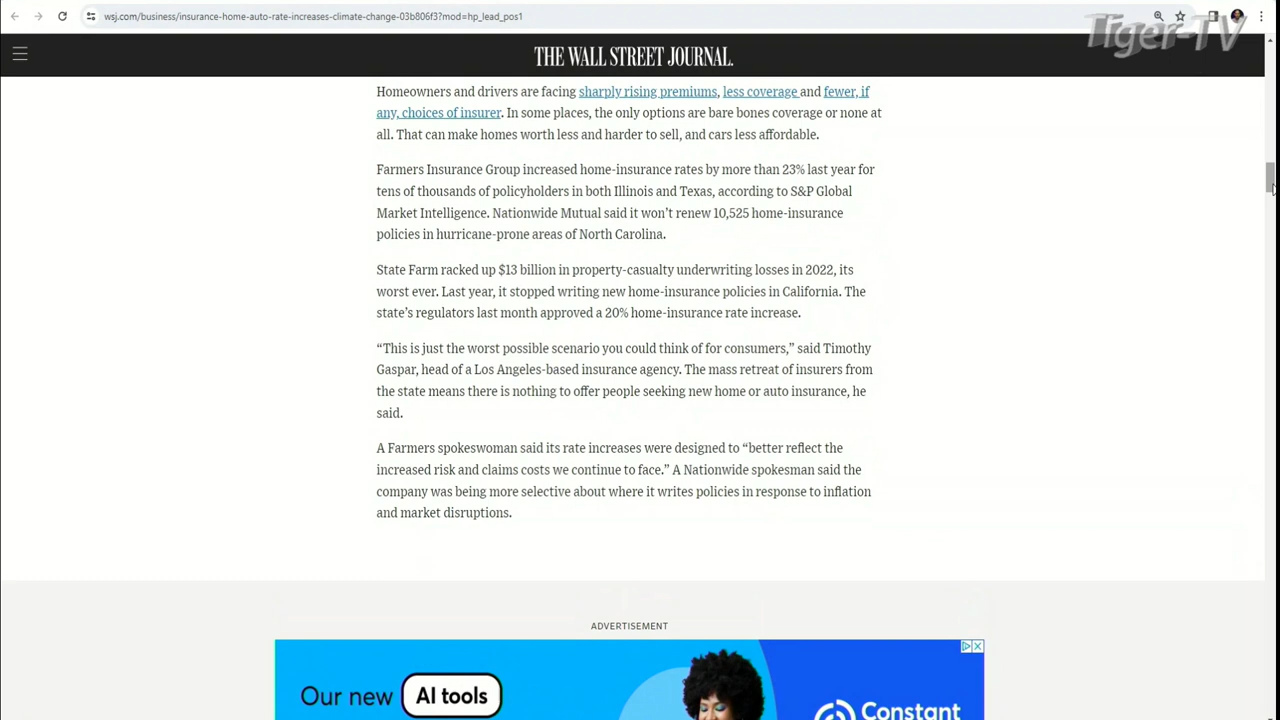 wsj.com/business/insurance-home-auto-rate-increases-climate-change-03b806f3?mod=hp_lead_pos1
Tiger-TV
THE WALL STREET JOURNAL.
Homeowners and drivers are facing sharply rising premiums, less coverage and fewer, if
any, choices of insurer. In some places, the only options are bare bones coverage or none at
all. That can make homes worth less and harder to sell, and cars less affordable.
Farmers Insurance Group increased home-insurance rates by more than 23% last year for
tens of thousands of policyholders in both Illinois and Texas, according to S&P Global
Market Intelligence. Nationwide Mutual said it won’t renew 10,525 home-insurance
policies in hurricane-prone areas of North Carolina.
State Farm racked up $13 billion in property-casualty underwriting losses in 2022, its
worst ever. Last year, it stopped writing new home-insurance policies in California. The
state’s regulators last month approved a 20% home-insurance rate increase.
“This is just the worst possible scenario you could think of for consumers,” said Timothy
Gaspar, head of a Los Angeles-based insurance agency. The mass retreat of insurers from
the state means there is nothing to offer people seeking new home or auto insurance, he
said.
A Farmers spokeswoman said its rate increases were designed to “better reflect the
increased risk and claims costs we continue to face.” A Nationwide spokesman said the
company was being more selective about where it writes policies in response to inflation
and market disruptions.
ADVERTISEMENT
Our new AI tools
Constant